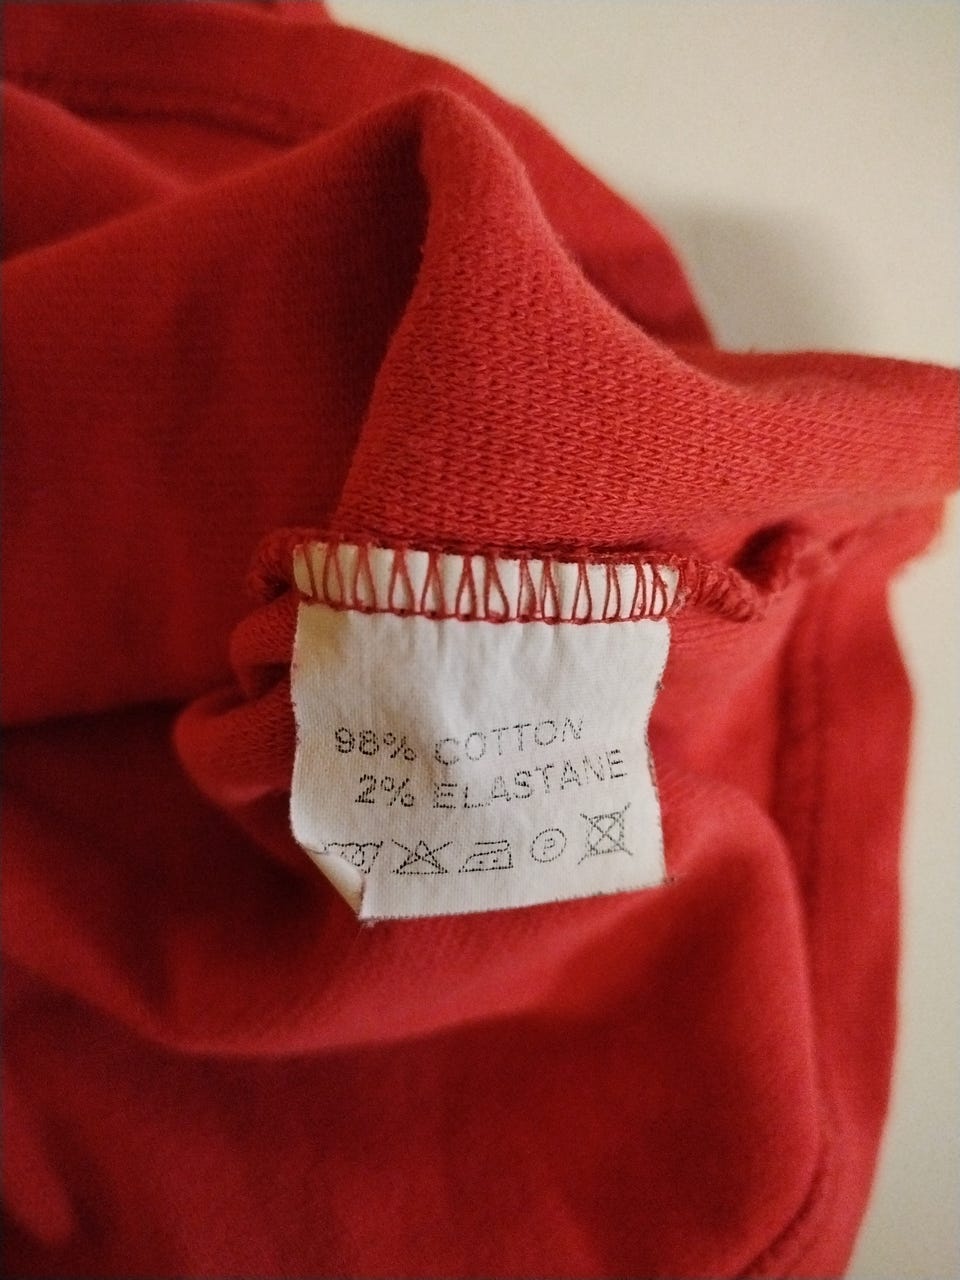 98% COTTON
2% ELASTANE
P